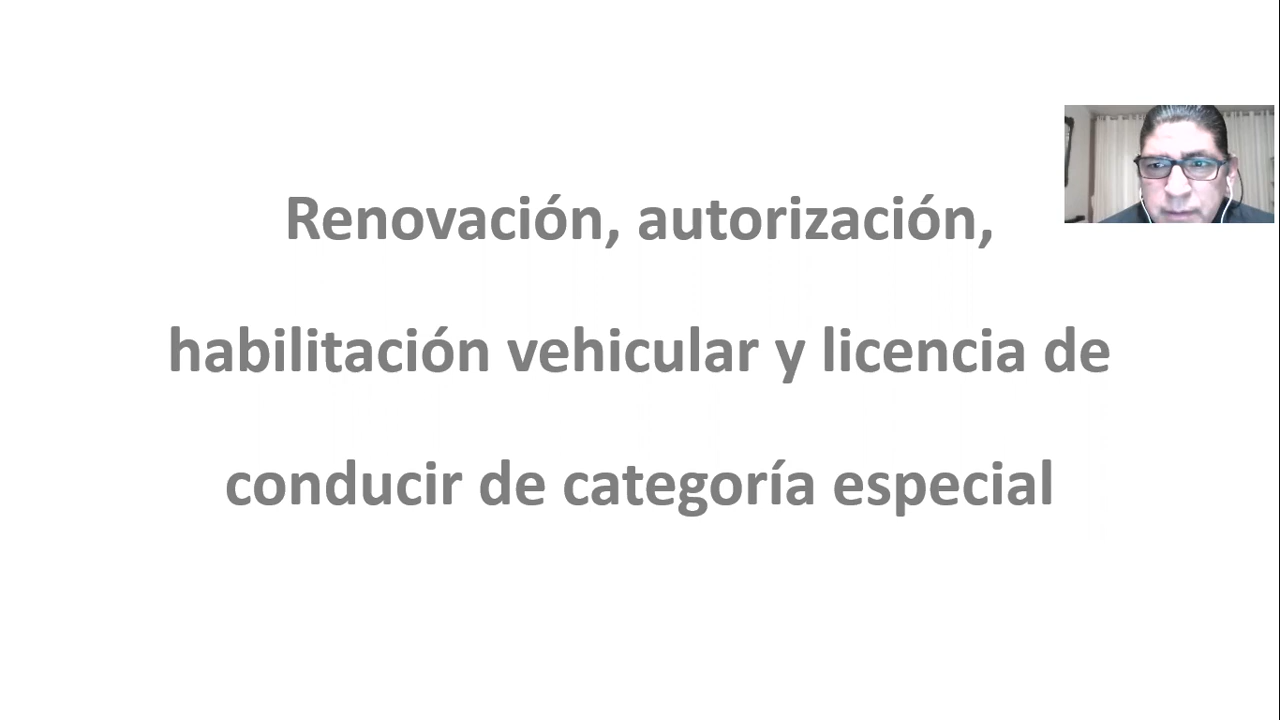 Renovación, autorización,
habilitación vehicular y licencia de
conducir de categoría especial